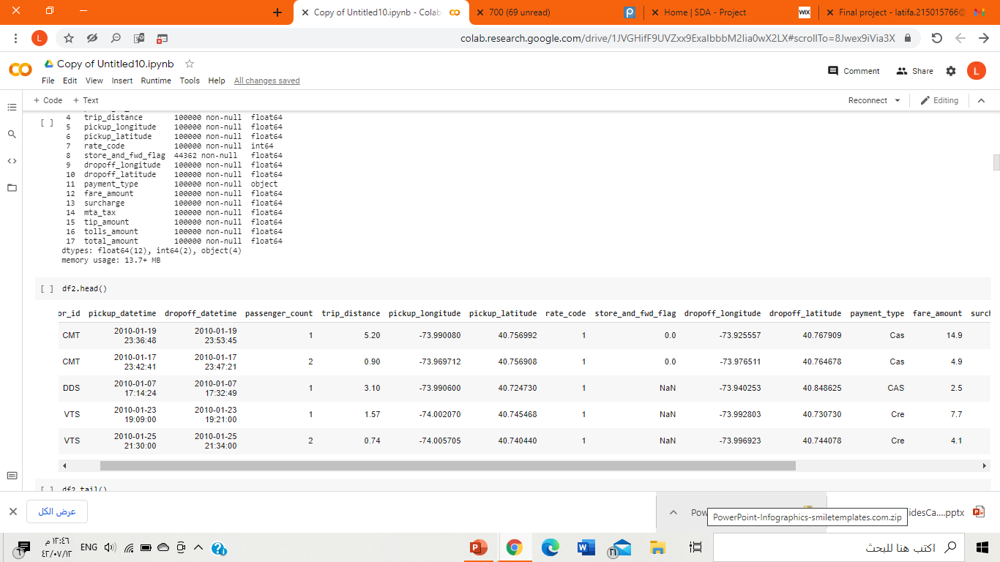 Copy of Untitled10.ipynb - Colab
700 (69 unread)
Home | SDA - Project
WIX
Final project - latifa.215015766@
L
colab.research.google.com/drive/1JVGHifF9UVZxx9ExaIbbbM2Iia0wX2LX#scrollTo=8Jwex9iVia3X
Copy of Untitled10.ipynb
File Edit View Insert Runtime Tools Help All changes saved
Comment Share L
+ Code + Text
Reconnect Editing
[ ]
4 trip_distance 100000 non-null float64
5 pickup_longitude 100000 non-null float64
6 pickup_latitude 100000 non-null float64
7 rate_code 100000 non-null int64
8 store_and_fwd_flag 44362 non-null float64
9 dropoff_longitude 100000 non-null float64
10 dropoff_latitude 100000 non-null float64
11 payment_type 100000 non-null object
12 fare_amount 100000 non-null float64
13 surcharge 100000 non-null float64
14 mta_tax 100000 non-null float64
15 tip_amount 100000 non-null float64
16 tolls_amount 100000 non-null float64
17 total_amount 100000 non-null float64
dtypes: float64(12), int64(2), object(4)
memory usage: 13.7+ MB
[ ] df2.head()
or_id pickup_datetime dropoff_datetime passenger_count trip_distance pickup_longitude pickup_latitude rate_code store_and_fwd_flag dropoff_longitude dropoff_latitude payment_type fare_amount surch
CMT 2010-01-19 23:36:48 2010-01-19 23:53:45 1 5.20 -73.990080 40.756992 1 0.0 -73.925557 40.767909 Cas 14.9
CMT 2010-01-17 23:42:41 2010-01-17 23:47:21 2 0.90 -73.969712 40.756908 1 0.0 -73.976511 40.764678 Cas 4.9
DDS 2010-01-07 17:14:24 2010-01-07 17:32:49 1 3.10 -73.990600 40.724730 1 NaN -73.940253 40.848625 CAS 2.5
VTS 2010-01-23 19:09:00 2010-01-23 19:21:00 1 1.57 -74.002070 40.745468 1 NaN -73.992803 40.730730 Cre 7.7
VTS 2010-01-25 21:30:00 2010-01-25 21:34:00 2 0.74 -74.005705 40.740440 1 NaN -73.996923 40.744078 Cre 4.1
[ ] df2.tail()
عرض الكل
Pow
idesCa....pptx
PowerPoint-Infographics-smiletemplates.com.zip
١٢:٤٦ م
٤٢/٠٧/١٣
ENG
٢١
اكتب هنا للبحث